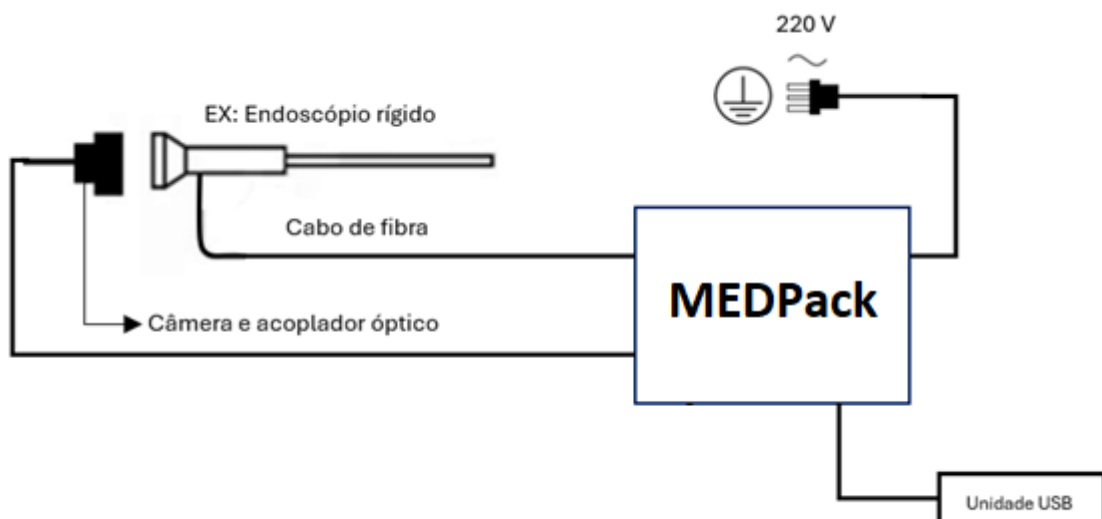 220 V
EX: Endoscópio rígido
Cabo de fibra
MEDPack
Câmera e acoplador óptico
Unidade USB